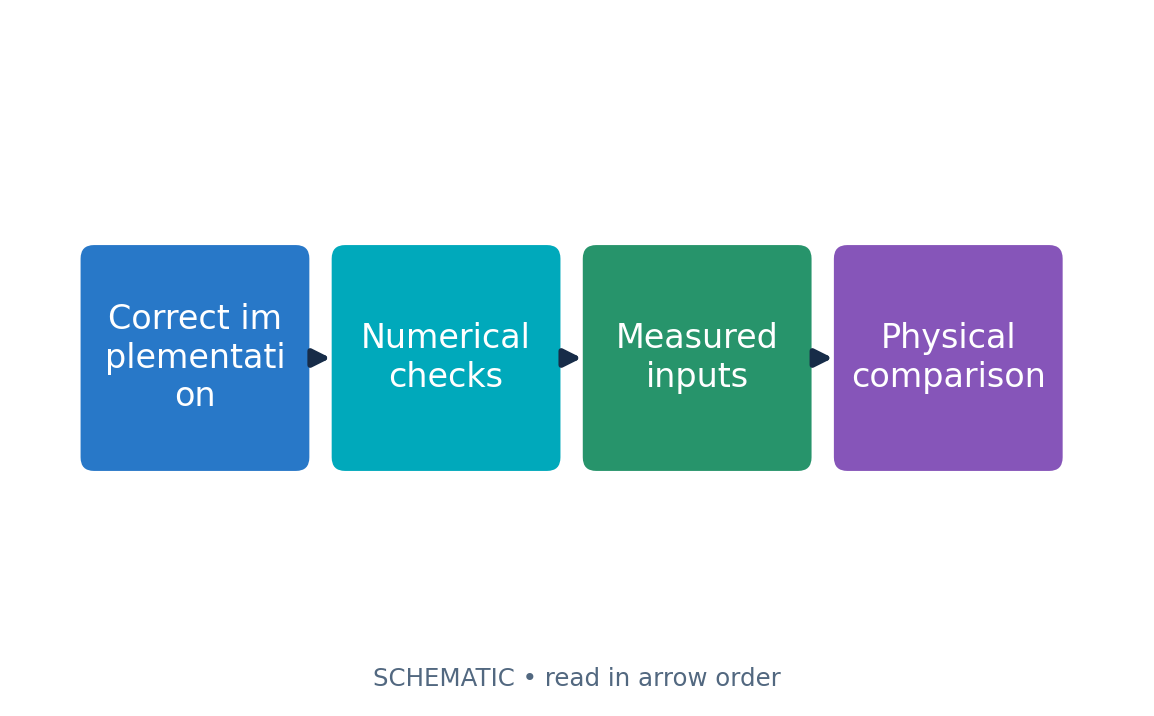 Correct im
plementati
on
Numerical
checks
Measured
inputs
Physical
comparison
SCHEMATIC • read in arrow order